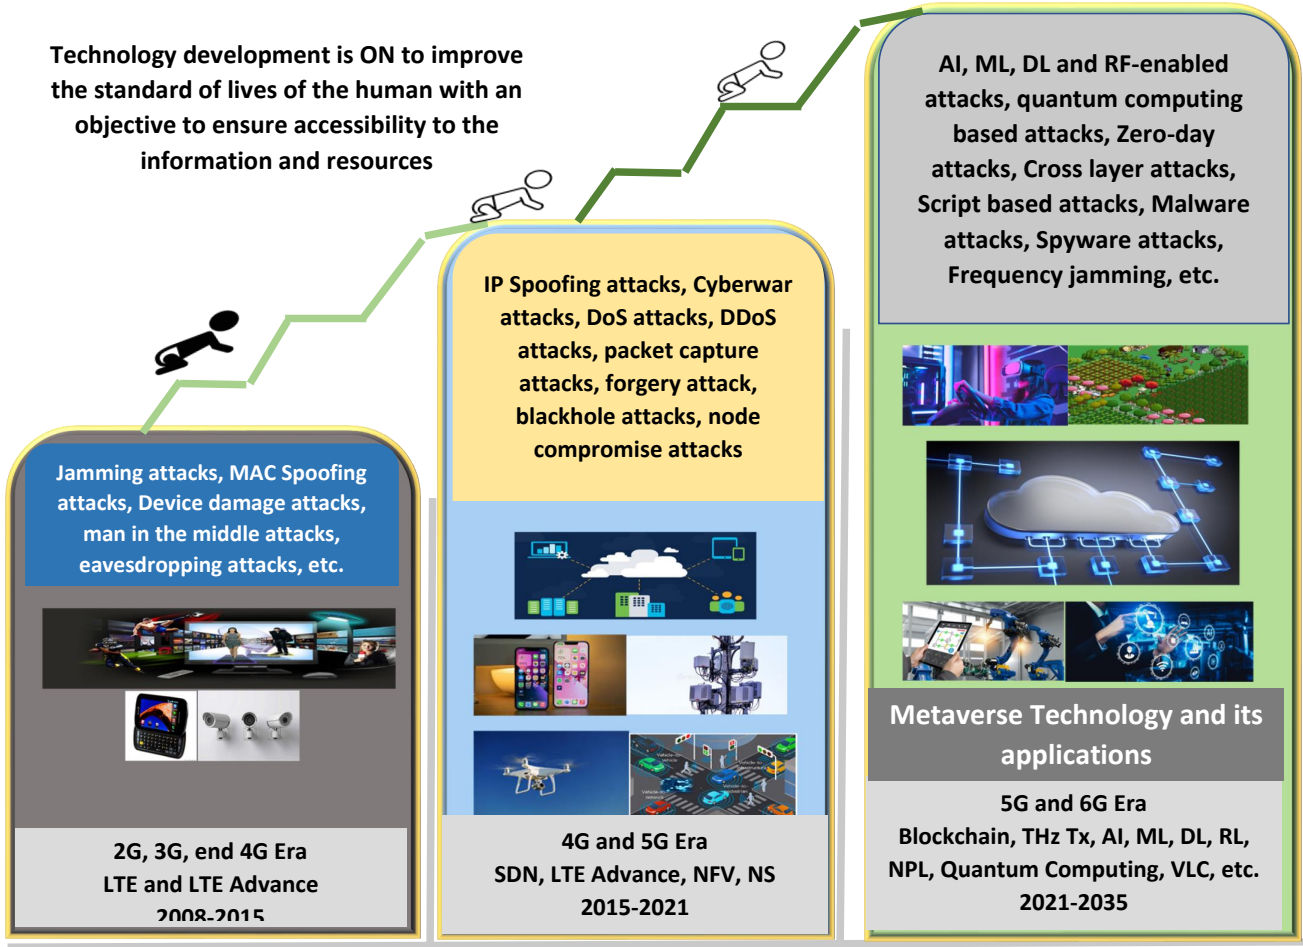 Technology development is ON to improve
the standard of lives of the human with an
objective to ensure accessibility to the
information and resources
Jamming attacks, MAC Spoofing
attacks, Device damage attacks,
man in the middle attacks,
eavesdropping attacks, etc.
2G, 3G, end 4G Era
LTE and LTE Advance
2008-2015
IP Spoofing attacks, Cyberwar
attacks, DoS attacks, DDoS
attacks, packet capture
attacks, forgery attack,
blackhole attacks, node
compromise attacks
4G and 5G Era
SDN, LTE Advance, NFV, NS
2015-2021
AI, ML, DL and RF-enabled
attacks, quantum computing
based attacks, Zero-day
attacks, Cross layer attacks,
Script based attacks, Malware
attacks, Spyware attacks,
Frequency jamming, etc.
Metaverse Technology and its
applications
5G and 6G Era
Blockchain, THz Tx, AI, ML, DL, RL,
NPL, Quantum Computing, VLC, etc.
2021-2035